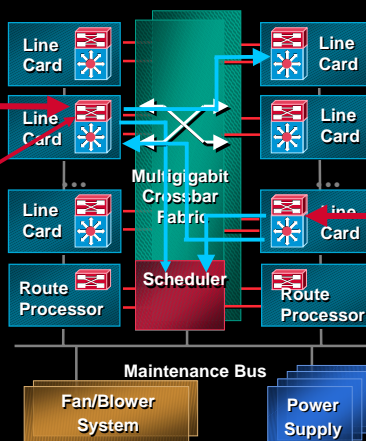 Line
Card
Line
Card
Line
Card
Line
Card
...
...
Multigigabit
Crossbar
Fabric
Line
Card
Line
Card
Route
Processor
Scheduler
Route
Processor
Maintenance Bus
Fan/Blower
System
Power
Supply